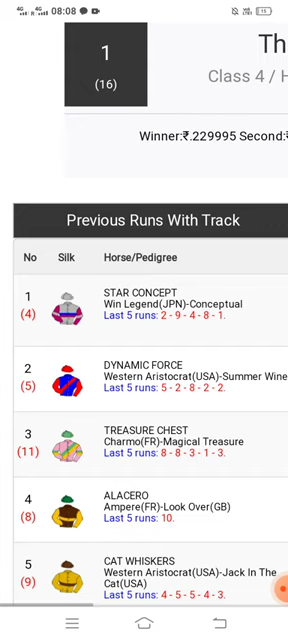 4G 4G 08:08
15
1
(16)
Th
Class 4 / H
Winner:₹.229995 Second:₹
Previous Runs With Track
No Silk Horse/Pedigree
1
(4)
STAR CONCEPT
Win Legend(JPN)-Conceptual
Last 5 runs: 2 - 9 - 4 - 8 - 1.
2
(5)
DYNAMIC FORCE
Western Aristocrat(USA)-Summer Wine
Last 5 runs: 5 - 2 - 8 - 2 - 2.
3
(11)
TREASURE CHEST
Charmo(FR)-Magical Treasure
Last 5 runs: 8 - 8 - 3 - 1 - 3.
4
(8)
ALACERO
Ampere(FR)-Look Over(GB)
Last 5 runs: 10.
5
(9)
CAT WHISKERS
Western Aristocrat(USA)-Jack In The
Cat(USA)
Last 5 runs: 4 - 5 - 5 - 4 - 3.